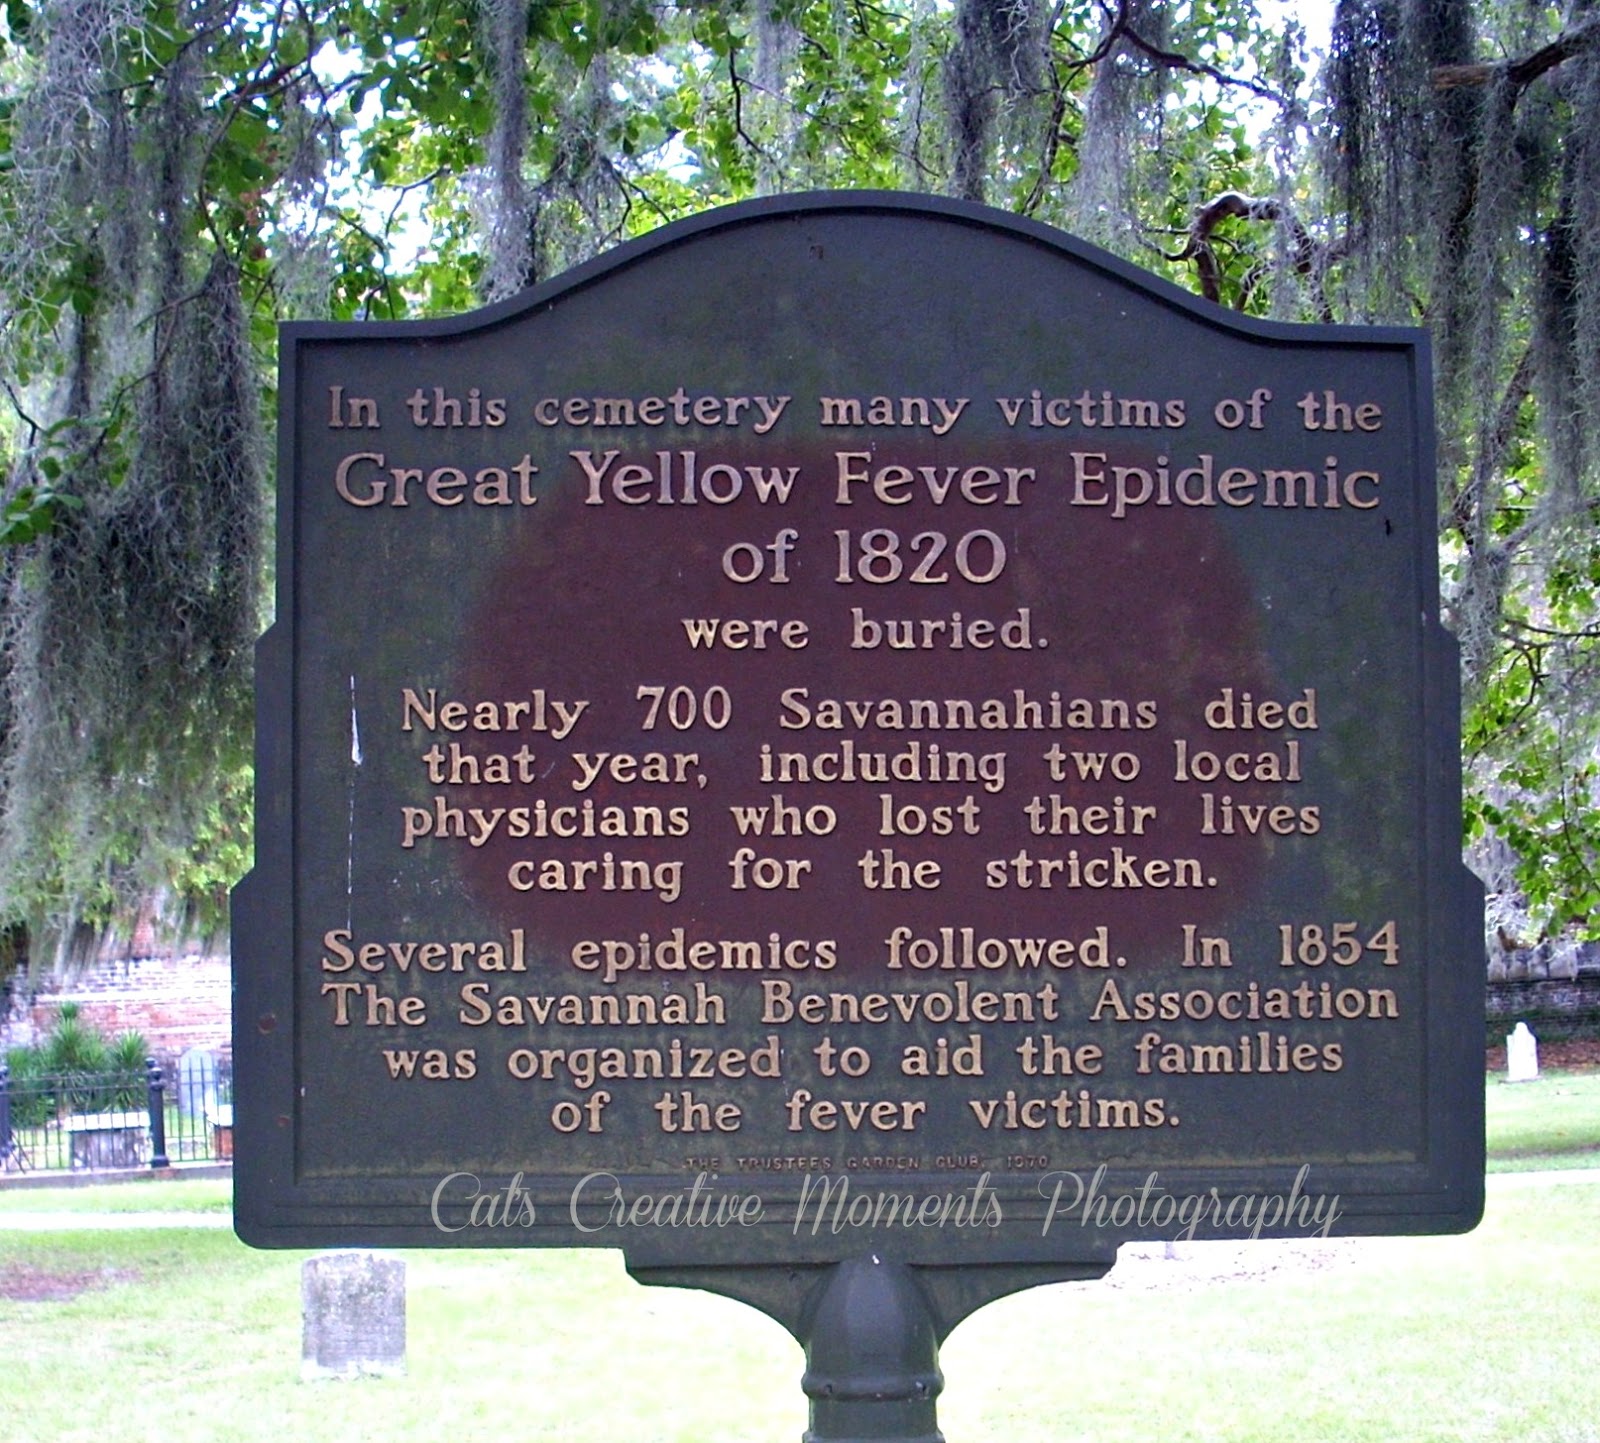 In this cemetery many victims of the
Great Yellow Fever Epidemic
of 1820
were buried.
Nearly 700 Savannahians died
that year, including two local
physicians who lost their lives
caring for the stricken.
Several epidemics followed. In 1854
The Savannah Benevolent Association
was organized to aid the families
of the fever victims.
THE TRUSTEES GARDEN CLUB, 1970
Cat's Creative Moments Photography